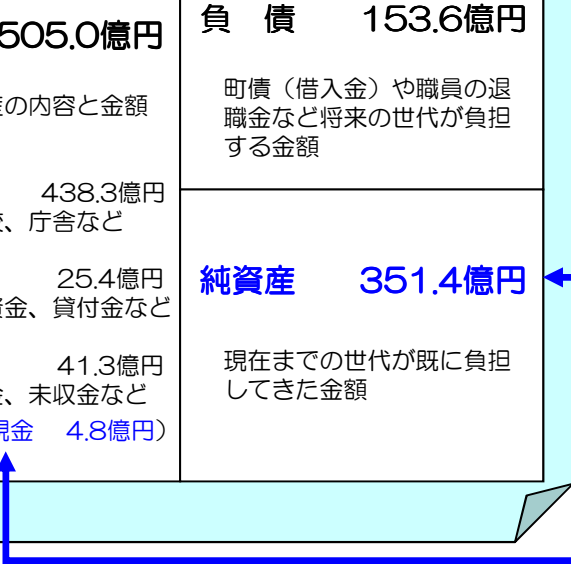 505.0億円
の内容と金額
438.3億円
、庁舎など
25.4億円
金、貸付金など
41.3億円
、未収金など
現金 4.8億円）
負 債 153.6億円
町債（借入金）や職員の退
職金など将来の世代が負担
する金額
純資産 351.4億円
現在までの世代が既に負担
してきた金額